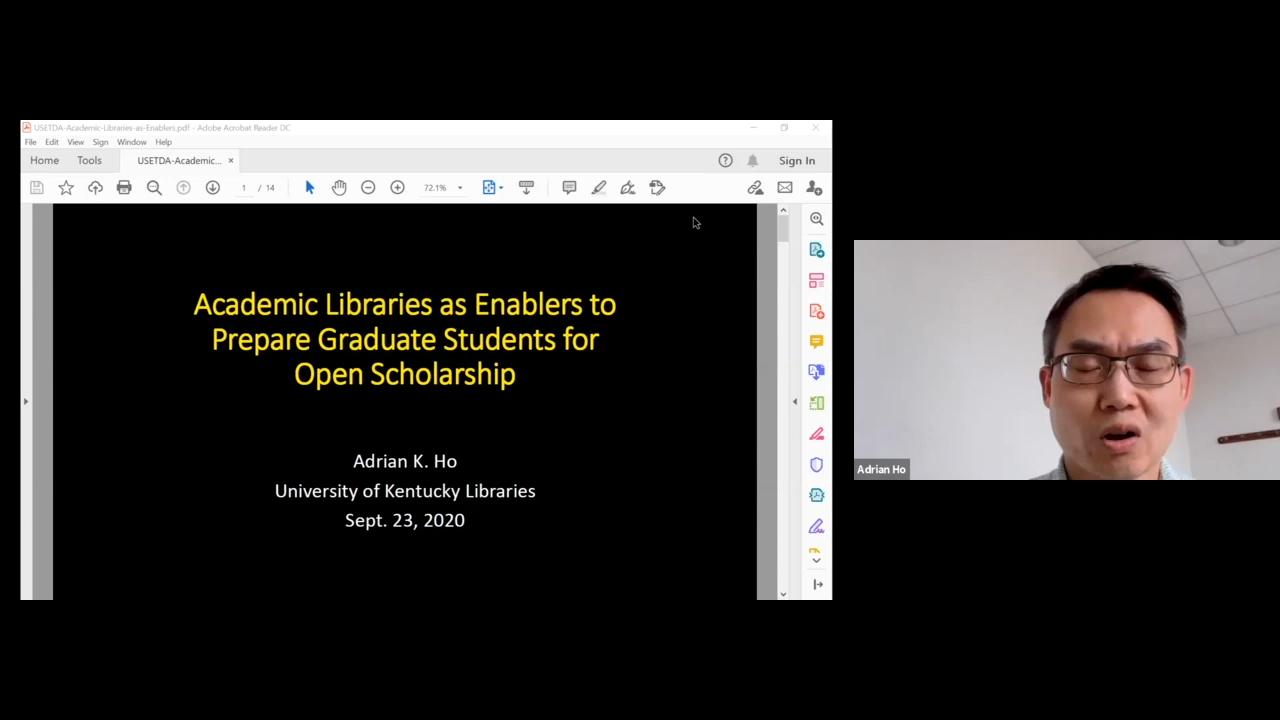 USETDA-Academic-Libraries-as-Enablers.pdf - Adobe Acrobat Reader DC
File Edit View Sign Window Help
Home Tools USETDA-Academic... × Sign In
1 / 14 72.1%
Academic Libraries as Enablers to
Prepare Graduate Students for
Open Scholarship
Adrian K. Ho
University of Kentucky Libraries
Sept. 23, 2020
Adrian Ho